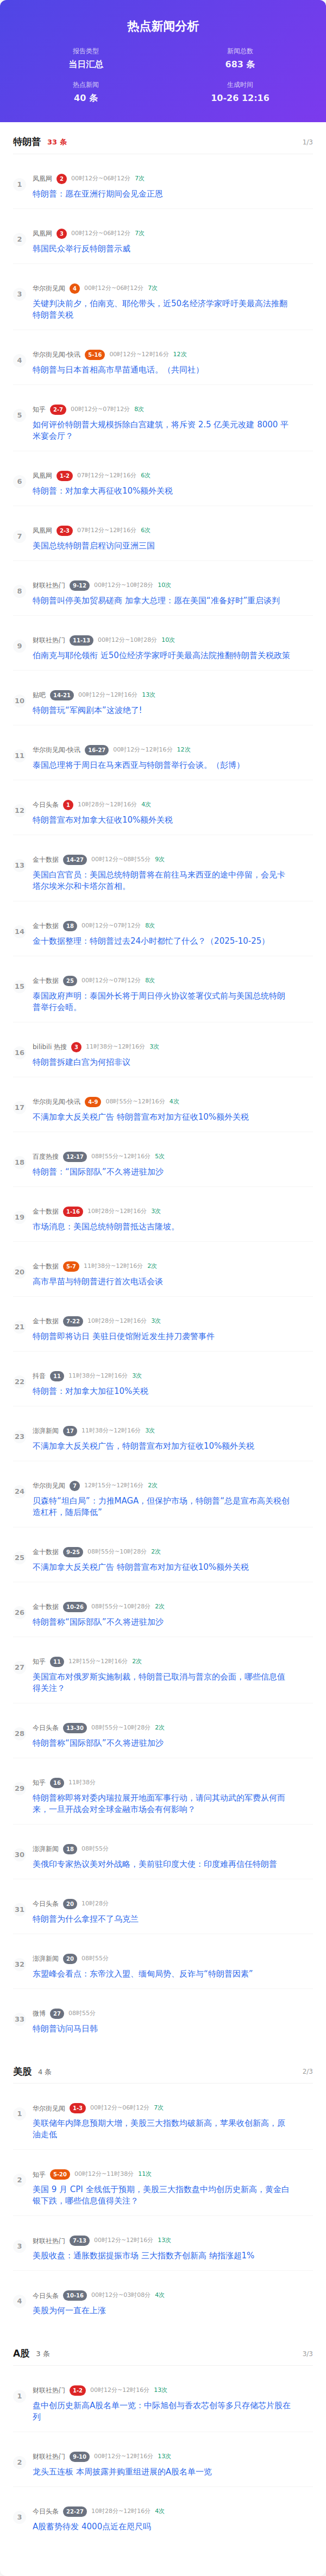 热点新闻分析
报告类型
当日汇总
新闻总数
683 条
热点新闻
40 条
生成时间
10-26 12:16
特朗普 33 条 1/3
1
凤凰网 2 00时12分~06时12分 7次
特朗普：愿在亚洲行期间会见金正恩
2
凤凰网 3 00时12分~06时12分 7次
韩国民众举行反特朗普示威
3
华尔街见闻 4 00时12分~06时12分 7次
关键判决前夕，伯南克、耶伦带头，近50名经济学家呼吁美最高法推翻
特朗普关税
4
华尔街见闻-快讯 5-16 00时12分~12时16分 12次
特朗普与日本首相高市早苗通电话。（共同社）
5
知乎 2-7 00时12分~07时12分 8次
如何评价特朗普大规模拆除白宫建筑，将斥资 2.5 亿美元改建 8000 平
米宴会厅？
6
凤凰网 1-2 07时12分~12时16分 6次
特朗普：对加拿大再征收10%额外关税
7
凤凰网 2-3 07时12分~12时16分 6次
美国总统特朗普启程访问亚洲三国
8
财联社热门 9-12 00时12分~10时28分 10次
特朗普叫停美加贸易磋商 加拿大总理：愿在美国“准备好时”重启谈判
9
财联社热门 11-13 00时12分~10时28分 10次
伯南克与耶伦领衔 近50位经济学家呼吁美最高法院推翻特朗普关税政策
10
贴吧 14-21 00时12分~12时16分 13次
特朗普玩“军阀剧本”这波绝了!
11
华尔街见闻-快讯 16-27 00时12分~12时16分 12次
泰国总理将于周日在马来西亚与特朗普举行会谈。（彭博）
12
今日头条 1 10时28分~12时16分 4次
特朗普宣布对加拿大征收10%额外关税
13
金十数据 14-27 00时12分~08时55分 9次
美国白宫官员：美国总统特朗普将在前往马来西亚的途中停留，会见卡
塔尔埃米尔和卡塔尔首相。
14
金十数据 18 00时12分~07时12分 8次
金十数据整理：特朗普过去24小时都忙了什么？（2025-10-25）
15
金十数据 25 00时12分~07时12分 8次
泰国政府声明：泰国外长将于周日停火协议签署仪式前与美国总统特朗
普举行会晤。
16
bilibili 热搜 3 11时38分~12时16分 3次
特朗普拆建白宫为何招非议
17
华尔街见闻-快讯 4-9 08时55分~12时16分 4次
不满加拿大反关税广告 特朗普宣布对加方征收10%额外关税
18
百度热搜 12-17 08时55分~12时16分 5次
特朗普：“国际部队”不久将进驻加沙
19
金十数据 1-16 10时28分~12时16分 3次
市场消息：美国总统特朗普抵达吉隆坡。
20
金十数据 5-7 11时38分~12时16分 2次
高市早苗与特朗普进行首次电话会谈
21
金十数据 7-22 10时28分~12时16分 3次
特朗普即将访日 美驻日使馆附近发生持刀袭警事件
22
抖音 11 11时38分~12时16分 3次
特朗普：对加拿大加征10%关税
23
澎湃新闻 17 11时38分~12时16分 3次
不满加拿大反关税广告，特朗普宣布对加方征收10%额外关税
24
华尔街见闻 7 12时15分~12时16分 2次
贝森特“坦白局”：力推MAGA，但保护市场，特朗普“总是宣布高关税创
造杠杆，随后降低”
25
金十数据 9-25 08时55分~10时28分 2次
不满加拿大反关税广告 特朗普宣布对加方征收10%额外关税
26
金十数据 10-26 08时55分~10时28分 2次
特朗普称“国际部队”不久将进驻加沙
27
知乎 11 12时15分~12时16分 2次
美国宣布对俄罗斯实施制裁，特朗普已取消与普京的会面，哪些信息值
得关注？
28
今日头条 13-30 08时55分~10时28分 2次
特朗普称“国际部队”不久将进驻加沙
29
知乎 16 11时38分
特朗普称即将对委内瑞拉展开地面军事行动，请问其动武的军费从何而
来，一旦开战会对全球金融市场会有何影响？
30
澎湃新闻 18 08时55分
美俄印专家热议美对外战略，美前驻印度大使：印度难再信任特朗普
31
今日头条 20 10时28分
特朗普为什么拿捏不了乌克兰
32
澎湃新闻 20 08时55分
东盟峰会看点：东帝汶入盟、缅甸局势、反诈与“特朗普因素”
33
微博 27 08时55分
特朗普访问马日韩
美股 4 条 2/3
1
华尔街见闻 1-3 00时12分~06时12分 7次
美联储年内降息预期大增，美股三大指数均破新高，苹果收创新高，原
油走低
2
知乎 5-20 00时12分~11时38分 11次
美国 9 月 CPI 全线低于预期，美股三大指数盘中均创历史新高，黄金白
银下跌，哪些信息值得关注？
3
财联社热门 7-13 00时12分~12时16分 13次
美股收盘：通胀数据提振市场 三大指数齐创新高 纳指涨超1%
4
今日头条 10-16 00时12分~03时08分 4次
美股为何一直在上涨
A股 3 条 3/3
1
财联社热门 1-2 00时12分~12时16分 13次
盘中创历史新高A股名单一览：中际旭创与香农芯创等多只存储芯片股在
列
2
财联社热门 9-10 00时12分~12时16分 13次
龙头五连板 本周披露并购重组进展的A股名单一览
3
今日头条 22-27 10时28分~12时16分 4次
A股蓄势待发 4000点近在咫尺吗